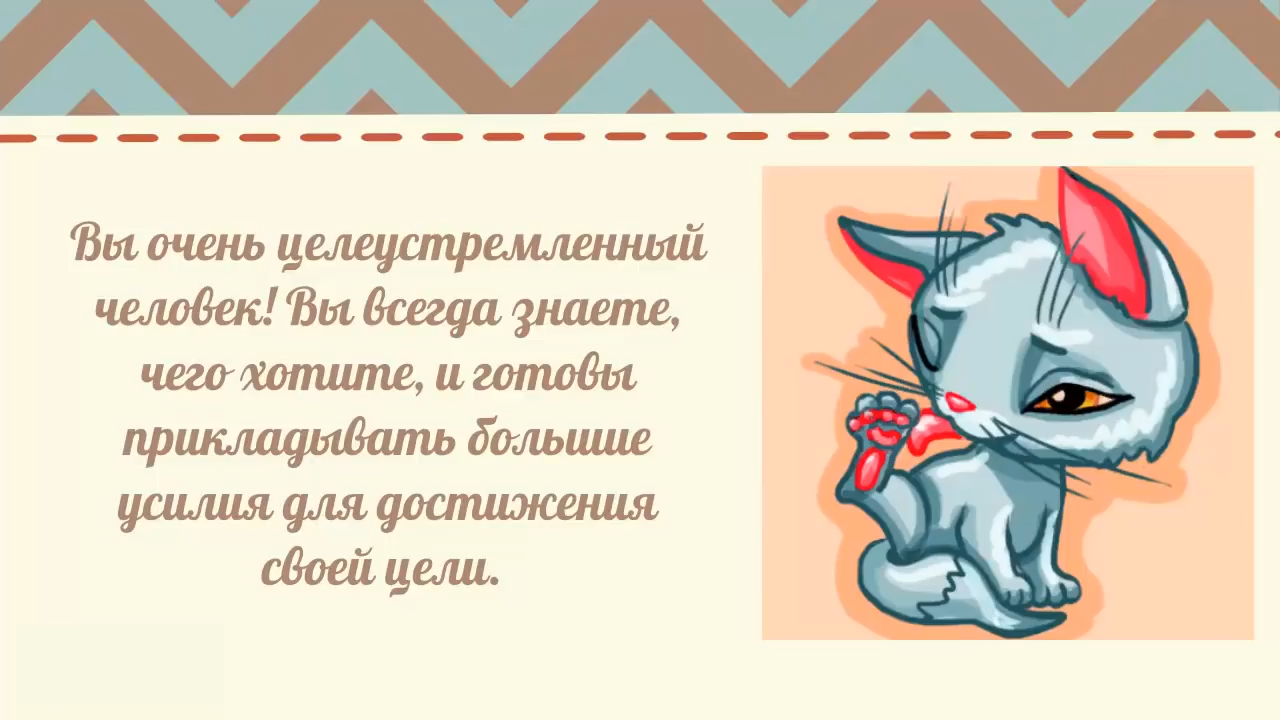 Вы очень целеустремленный
человек! Вы всегда знаете,
чего хотите, и готовы
прикладывать большие
усилия для достижения
своей цели.